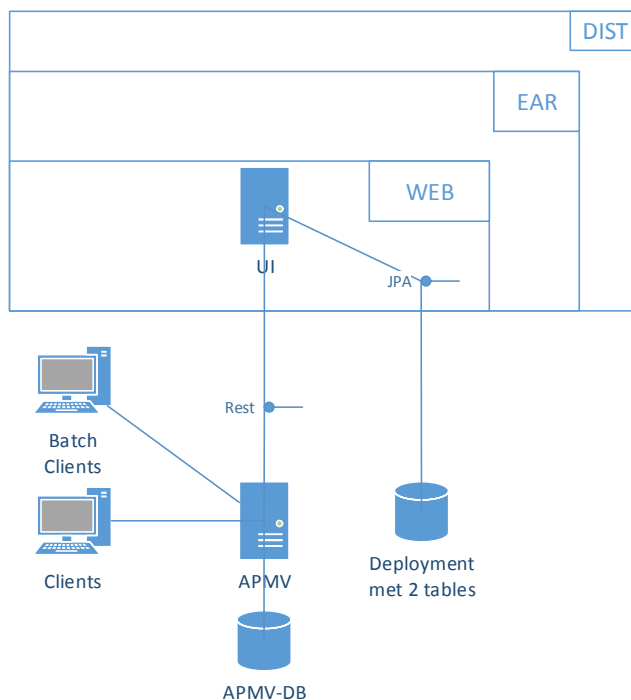 DIST
EAR
WEB
UI
JPA
Rest
Batch
Clients
Clients
APMV
Deployment
met 2 tables
APMV-DB